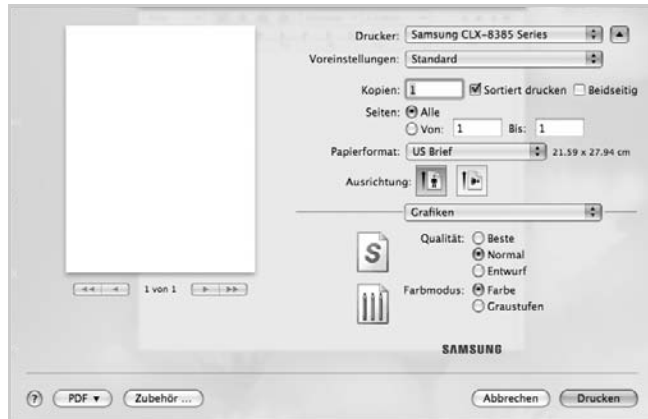 Drucker: Samsung CLX-8385 Series
Voreinstellungen: Standard
Kopien: 1 Sortiert drucken Beidseitig
Seiten: Alle
Von: 1 Bis: 1
Papierformat: US Brief 21.59 x 27.94 cm
Ausrichtung:
Grafiken
S Qualität: Beste
Normal
Entwurf
1 von 1
Farbmodus: Farbe
Graustufen
SAMSUNG
? PDF Zubehör ... Abbrechen Drucken